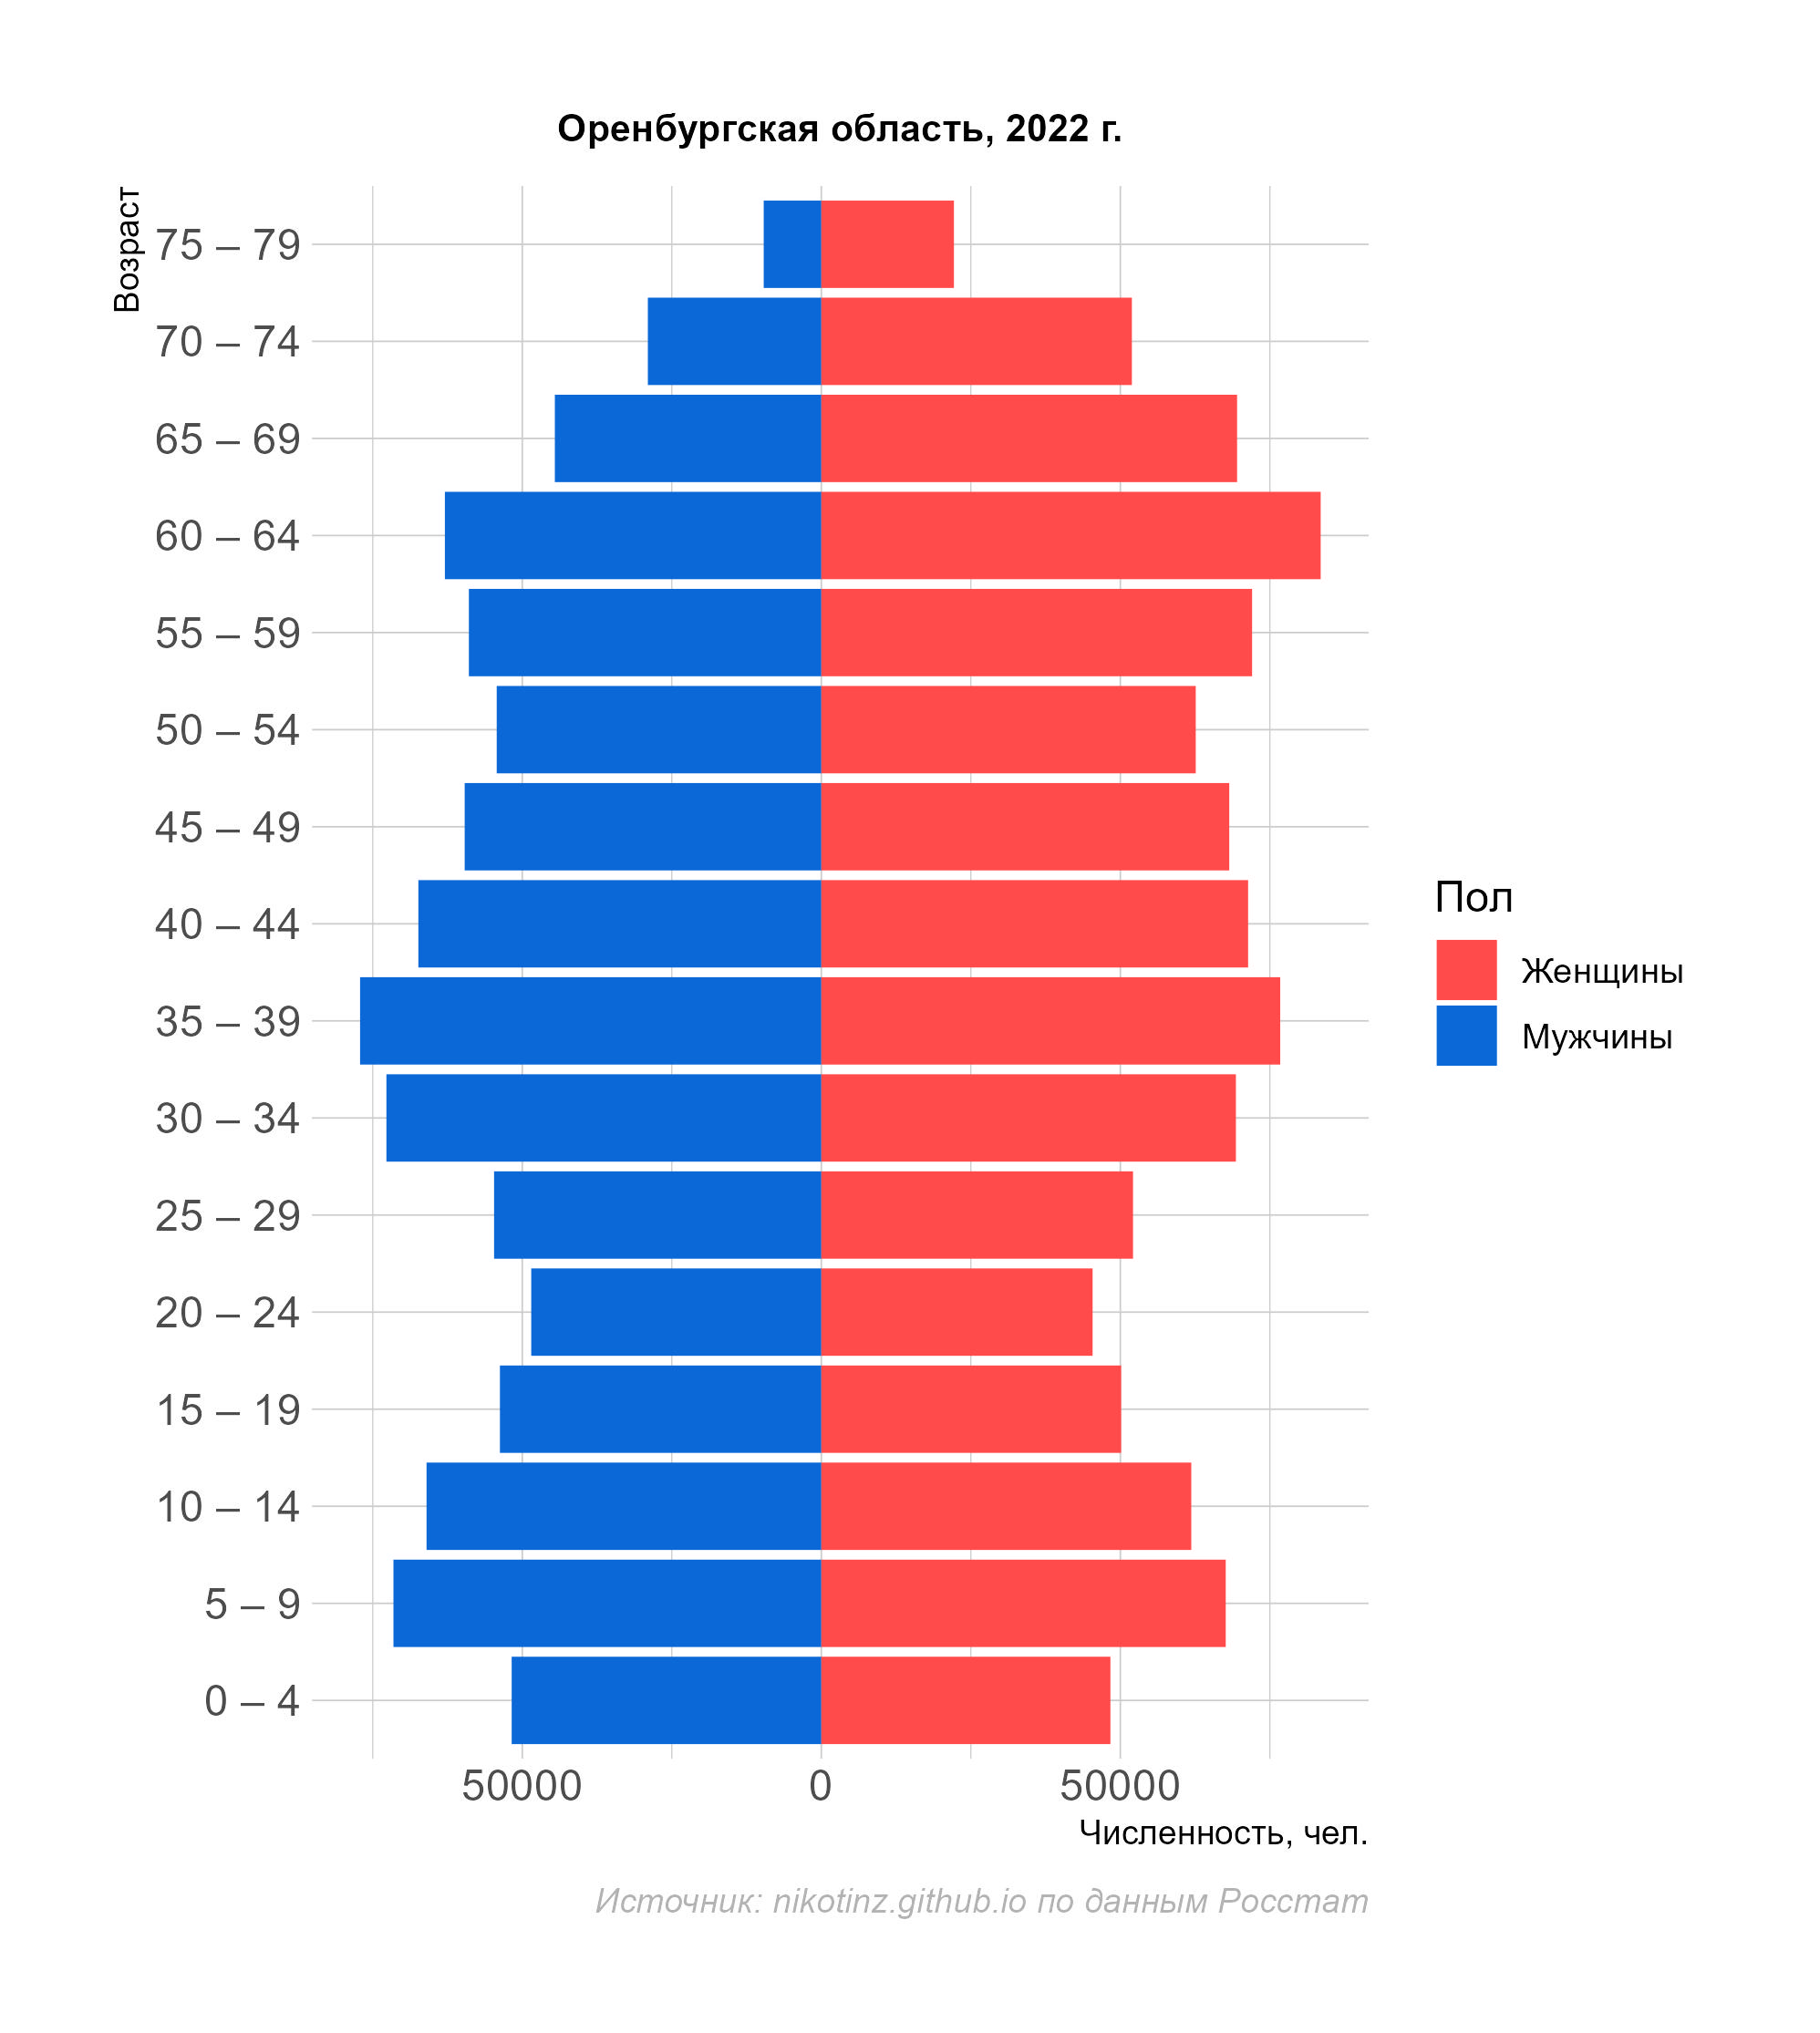 Оренбургская область, 2022 г.
Возраст
75 – 79
70 – 74
65 – 69
60 – 64
55 – 59
50 – 54
45 – 49
40 – 44
35 – 39
30 – 34
25 – 29
20 – 24
15 – 19
10 – 14
5 – 9
0 – 4
50000 0 50000
Численность, чел.
Пол
Женщины
Мужчины
Источник: nikotinz.github.io по данным Росстат